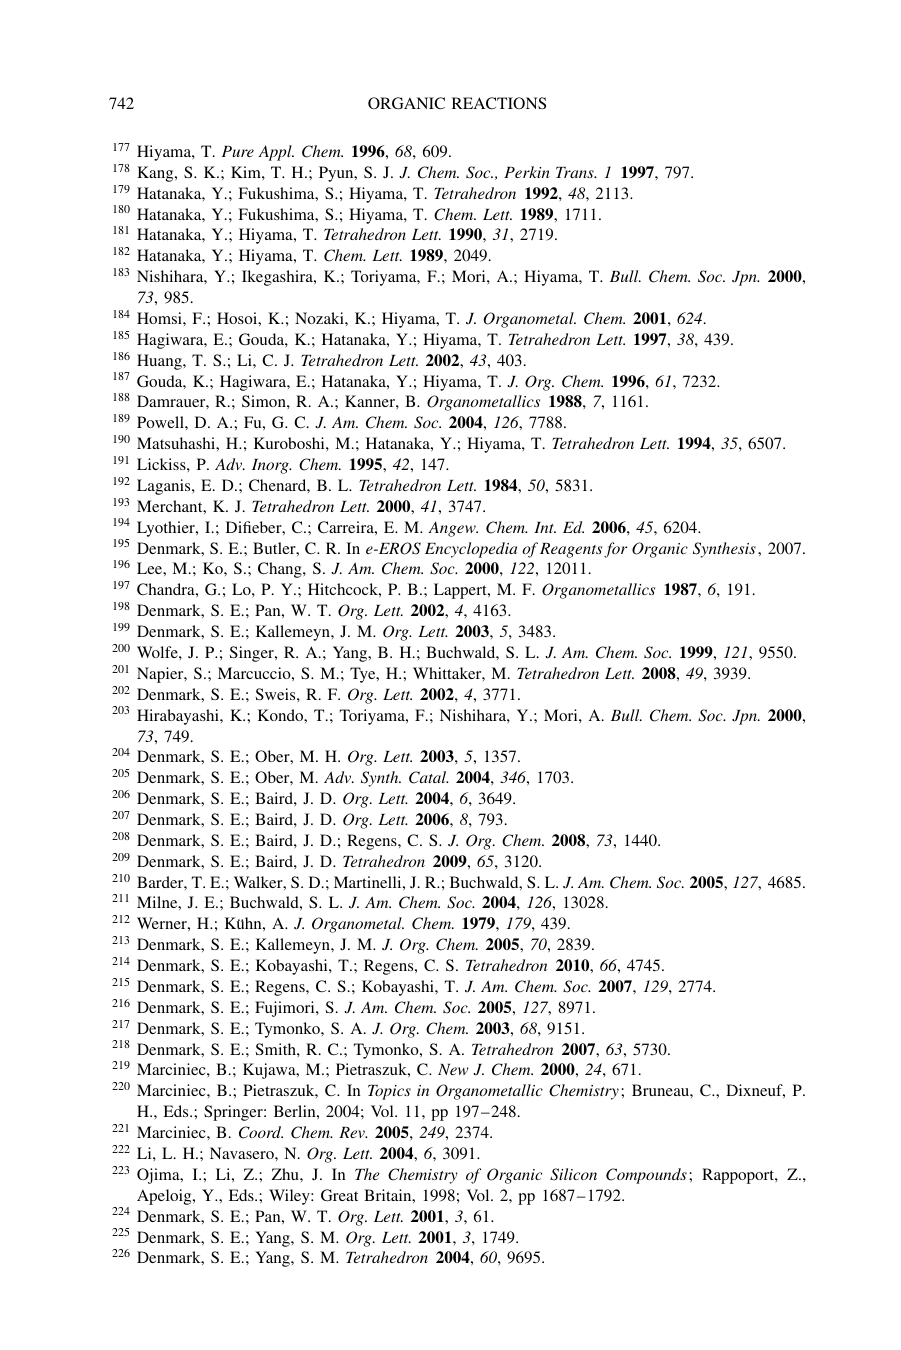 742 ORGANIC REACTIONS
177 Hiyama, T. Pure Appl. Chem. 1996, 68, 609.
178 Kang, S. K.; Kim, T. H.; Pyun, S. J. J. Chem. Soc., Perkin Trans. 1 1997, 797.
179 Hatanaka, Y.; Fukushima, S.; Hiyama, T. Tetrahedron 1992, 48, 2113.
180 Hatanaka, Y.; Fukushima, S.; Hiyama, T. Chem. Lett. 1989, 1711.
181 Hatanaka, Y.; Hiyama, T. Tetrahedron Lett. 1990, 31, 2719.
182 Hatanaka, Y.; Hiyama, T. Chem. Lett. 1989, 2049.
183 Nishihara, Y.; Ikegashira, K.; Toriyama, F.; Mori, A.; Hiyama, T. Bull. Chem. Soc. Jpn. 2000,
73, 985.
184 Homsi, F.; Hosoi, K.; Nozaki, K.; Hiyama, T. J. Organometal. Chem. 2001, 624.
185 Hagiwara, E.; Gouda, K.; Hatanaka, Y.; Hiyama, T. Tetrahedron Lett. 1997, 38, 439.
186 Huang, T. S.; Li, C. J. Tetrahedron Lett. 2002, 43, 403.
187 Gouda, K.; Hagiwara, E.; Hatanaka, Y.; Hiyama, T. J. Org. Chem. 1996, 61, 7232.
188 Damrauer, R.; Simon, R. A.; Kanner, B. Organometallics 1988, 7, 1161.
189 Powell, D. A.; Fu, G. C. J. Am. Chem. Soc. 2004, 126, 7788.
190 Matsuhashi, H.; Kuroboshi, M.; Hatanaka, Y.; Hiyama, T. Tetrahedron Lett. 1994, 35, 6507.
191 Lickiss, P. Adv. Inorg. Chem. 1995, 42, 147.
192 Laganis, E. D.; Chenard, B. L. Tetrahedron Lett. 1984, 50, 5831.
193 Merchant, K. J. Tetrahedron Lett. 2000, 41, 3747.
194 Lyothier, I.; Difieber, C.; Carreira, E. M. Angew. Chem. Int. Ed. 2006, 45, 6204.
195 Denmark, S. E.; Butler, C. R. In e-EROS Encyclopedia of Reagents for Organic Synthesis, 2007.
196 Lee, M.; Ko, S.; Chang, S. J. Am. Chem. Soc. 2000, 122, 12011.
197 Chandra, G.; Lo, P. Y.; Hitchcock, P. B.; Lappert, M. F. Organometallics 1987, 6, 191.
198 Denmark, S. E.; Pan, W. T. Org. Lett. 2002, 4, 4163.
199 Denmark, S. E.; Kallemeyn, J. M. Org. Lett. 2003, 5, 3483.
200 Wolfe, J. P.; Singer, R. A.; Yang, B. H.; Buchwald, S. L. J. Am. Chem. Soc. 1999, 121, 9550.
201 Napier, S.; Marcuccio, S. M.; Tye, H.; Whittaker, M. Tetrahedron Lett. 2008, 49, 3939.
202 Denmark, S. E.; Sweis, R. F. Org. Lett. 2002, 4, 3771.
203 Hirabayashi, K.; Kondo, T.; Toriyama, F.; Nishihara, Y.; Mori, A. Bull. Chem. Soc. Jpn. 2000,
73, 749.
204 Denmark, S. E.; Ober, M. H. Org. Lett. 2003, 5, 1357.
205 Denmark, S. E.; Ober, M. Adv. Synth. Catal. 2004, 346, 1703.
206 Denmark, S. E.; Baird, J. D. Org. Lett. 2004, 6, 3649.
207 Denmark, S. E.; Baird, J. D. Org. Lett. 2006, 8, 793.
208 Denmark, S. E.; Baird, J. D.; Regens, C. S. J. Org. Chem. 2008, 73, 1440.
209 Denmark, S. E.; Baird, J. D. Tetrahedron 2009, 65, 3120.
210 Barder, T. E.; Walker, S. D.; Martinelli, J. R.; Buchwald, S. L. J. Am. Chem. Soc. 2005, 127, 4685.
211 Milne, J. E.; Buchwald, S. L. J. Am. Chem. Soc. 2004, 126, 13028.
212 Werner, H.; Kühn, A. J. Organometal. Chem. 1979, 179, 439.
213 Denmark, S. E.; Kallemeyn, J. M. J. Org. Chem. 2005, 70, 2839.
214 Denmark, S. E.; Kobayashi, T.; Regens, C. S. Tetrahedron 2010, 66, 4745.
215 Denmark, S. E.; Regens, C. S.; Kobayashi, T. J. Am. Chem. Soc. 2007, 129, 2774.
216 Denmark, S. E.; Fujimori, S. J. Am. Chem. Soc. 2005, 127, 8971.
217 Denmark, S. E.; Tymonko, S. A. J. Org. Chem. 2003, 68, 9151.
218 Denmark, S. E.; Smith, R. C.; Tymonko, S. A. Tetrahedron 2007, 63, 5730.
219 Marciniec, B.; Kujawa, M.; Pietraszuk, C. New J. Chem. 2000, 24, 671.
220 Marciniec, B.; Pietraszuk, C. In Topics in Organometallic Chemistry; Bruneau, C., Dixneuf, P.
H., Eds.; Springer: Berlin, 2004; Vol. 11, pp 197–248.
221 Marciniec, B. Coord. Chem. Rev. 2005, 249, 2374.
222 Li, L. H.; Navasero, N. Org. Lett. 2004, 6, 3091.
223 Ojima, I.; Li, Z.; Zhu, J. In The Chemistry of Organic Silicon Compounds; Rappoport, Z.,
Apeloig, Y., Eds.; Wiley: Great Britain, 1998; Vol. 2, pp 1687–1792.
224 Denmark, S. E.; Pan, W. T. Org. Lett. 2001, 3, 61.
225 Denmark, S. E.; Yang, S. M. Org. Lett. 2001, 3, 1749.
226 Denmark, S. E.; Yang, S. M. Tetrahedron 2004, 60, 9695.